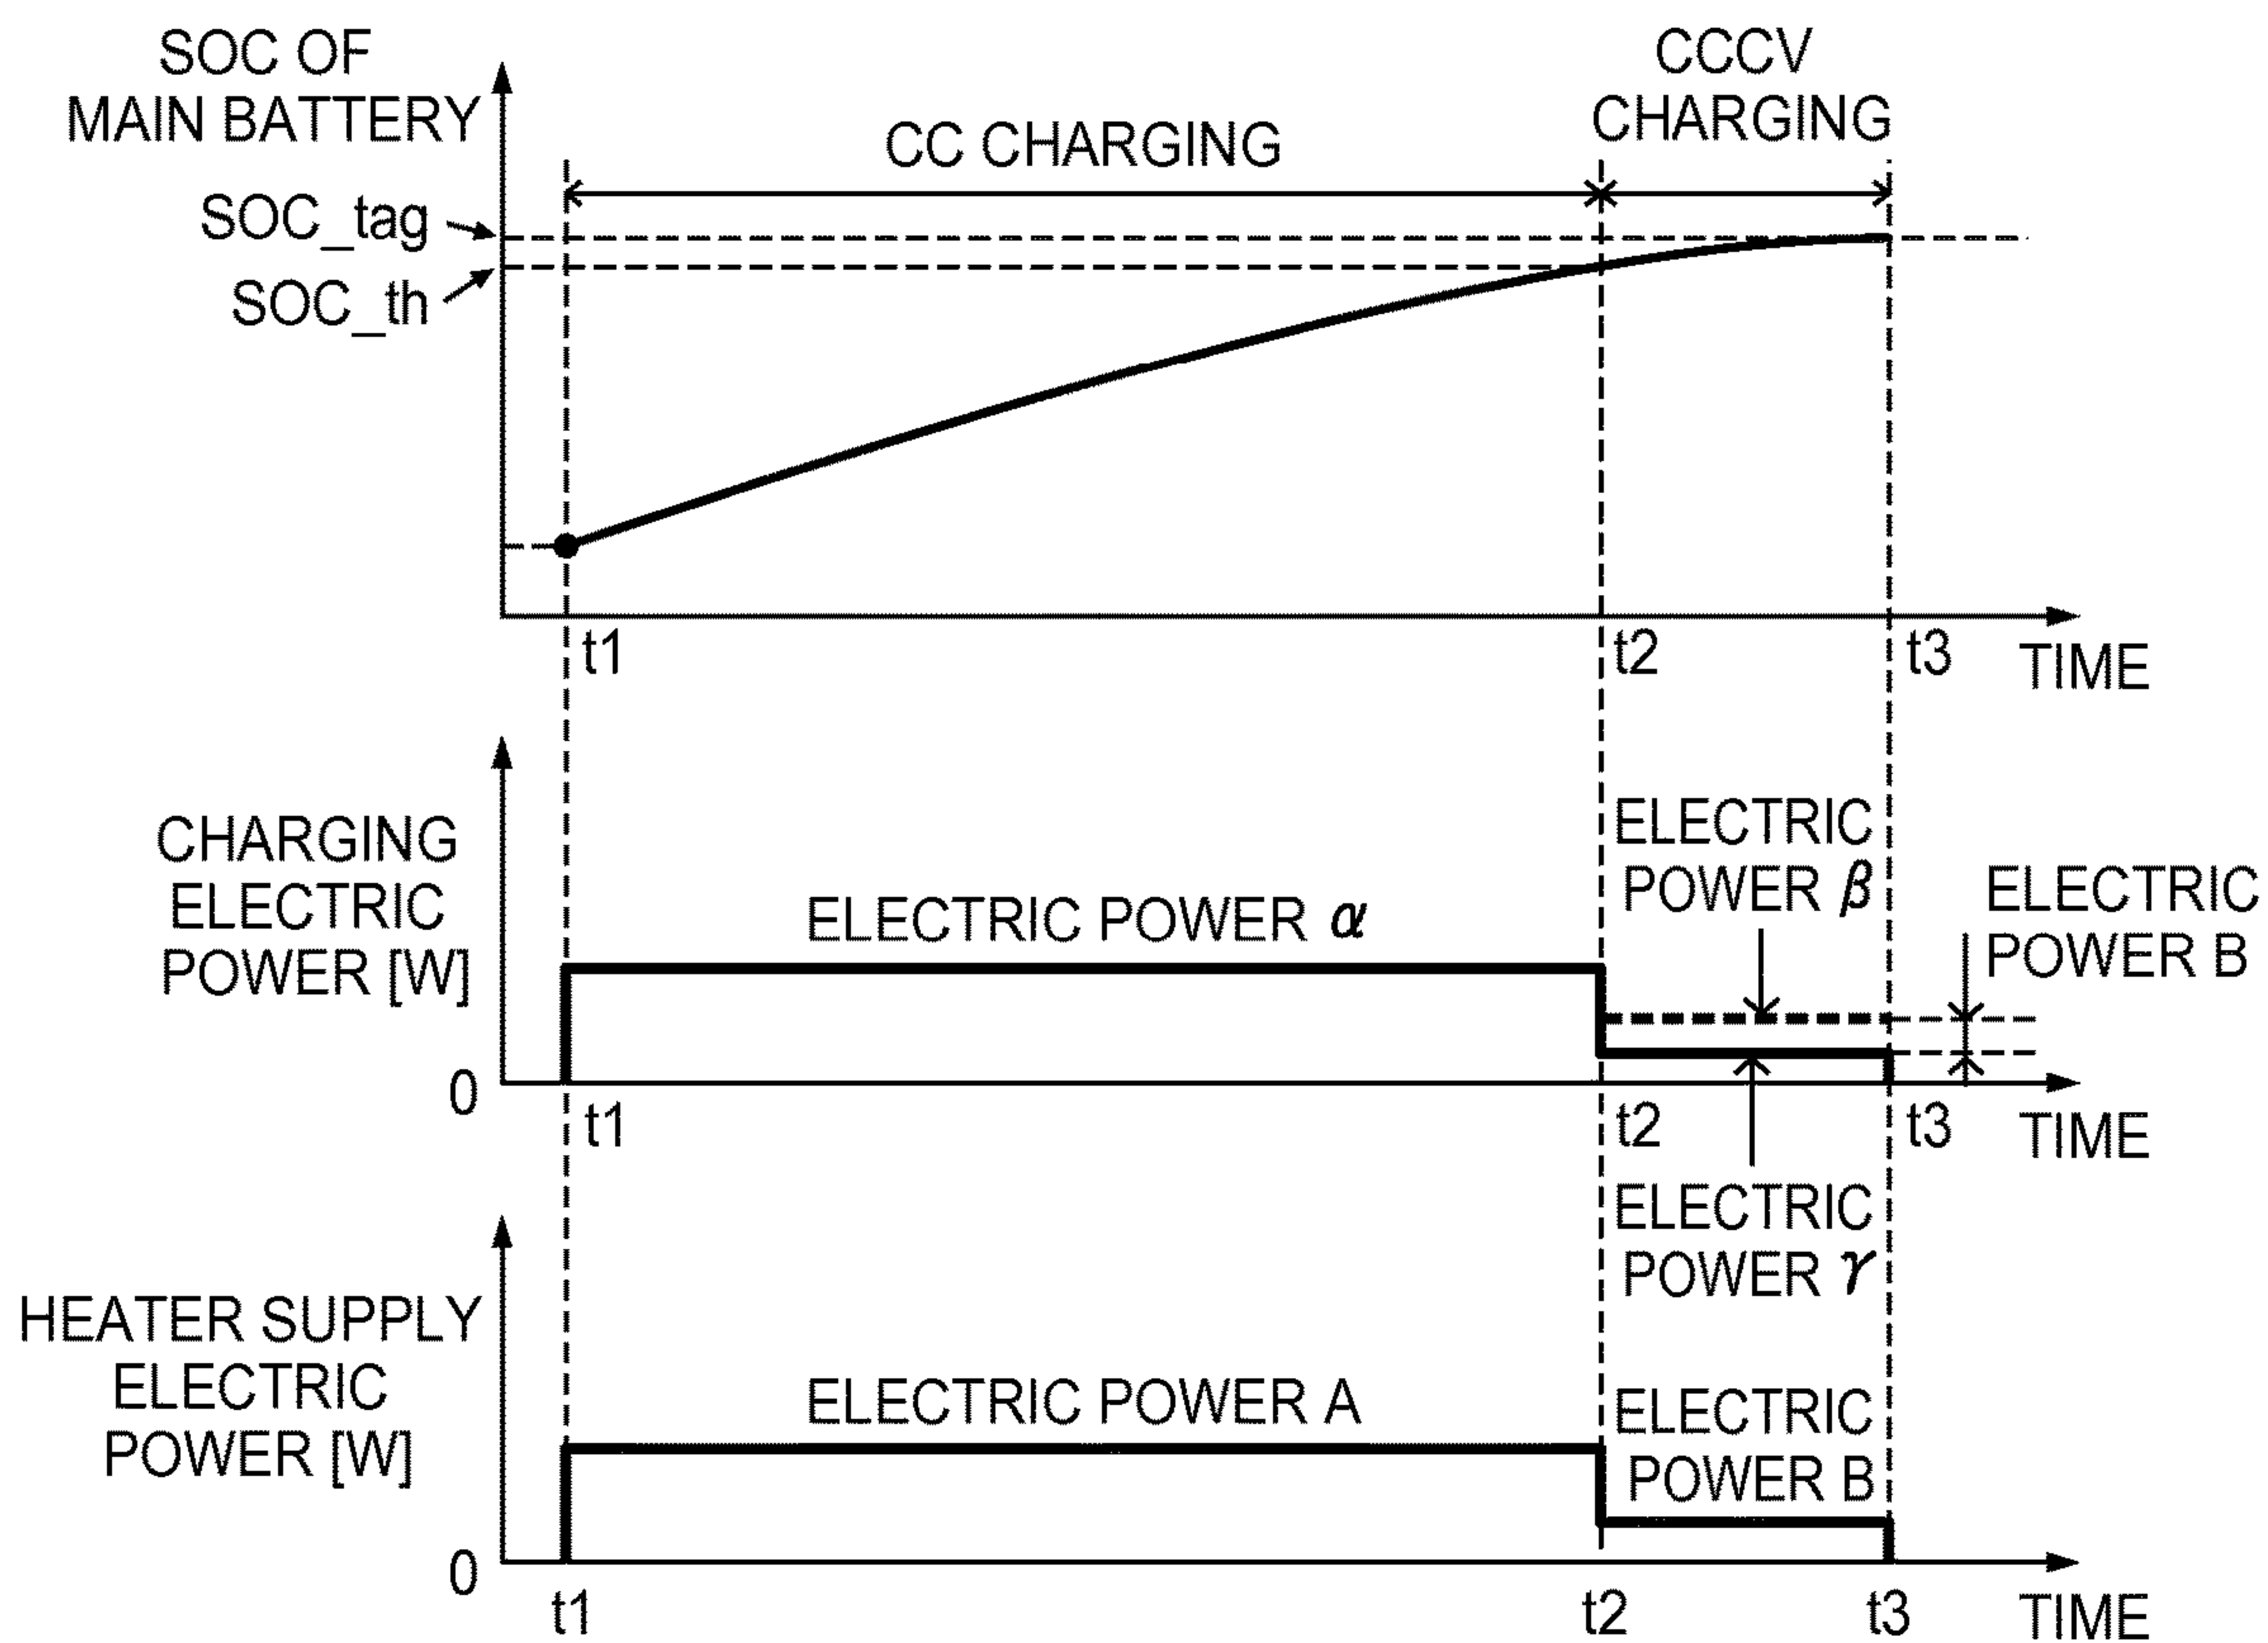 SOC OF
MAIN BATTERY
CCCV
CHARGING
CC CHARGING
SOC_tag
SOC_th
t1
t2
t3
TIME
CHARGING
ELECTRIC
POWER [W]
ELECTRIC POWER α
ELECTRIC
POWER β
ELECTRIC
POWER B
0
t1
t2
t3
TIME
ELECTRIC
POWER γ
HEATER SUPPLY
ELECTRIC
POWER [W]
ELECTRIC POWER A
ELECTRIC
POWER B
0
t1
t2
t3
TIME